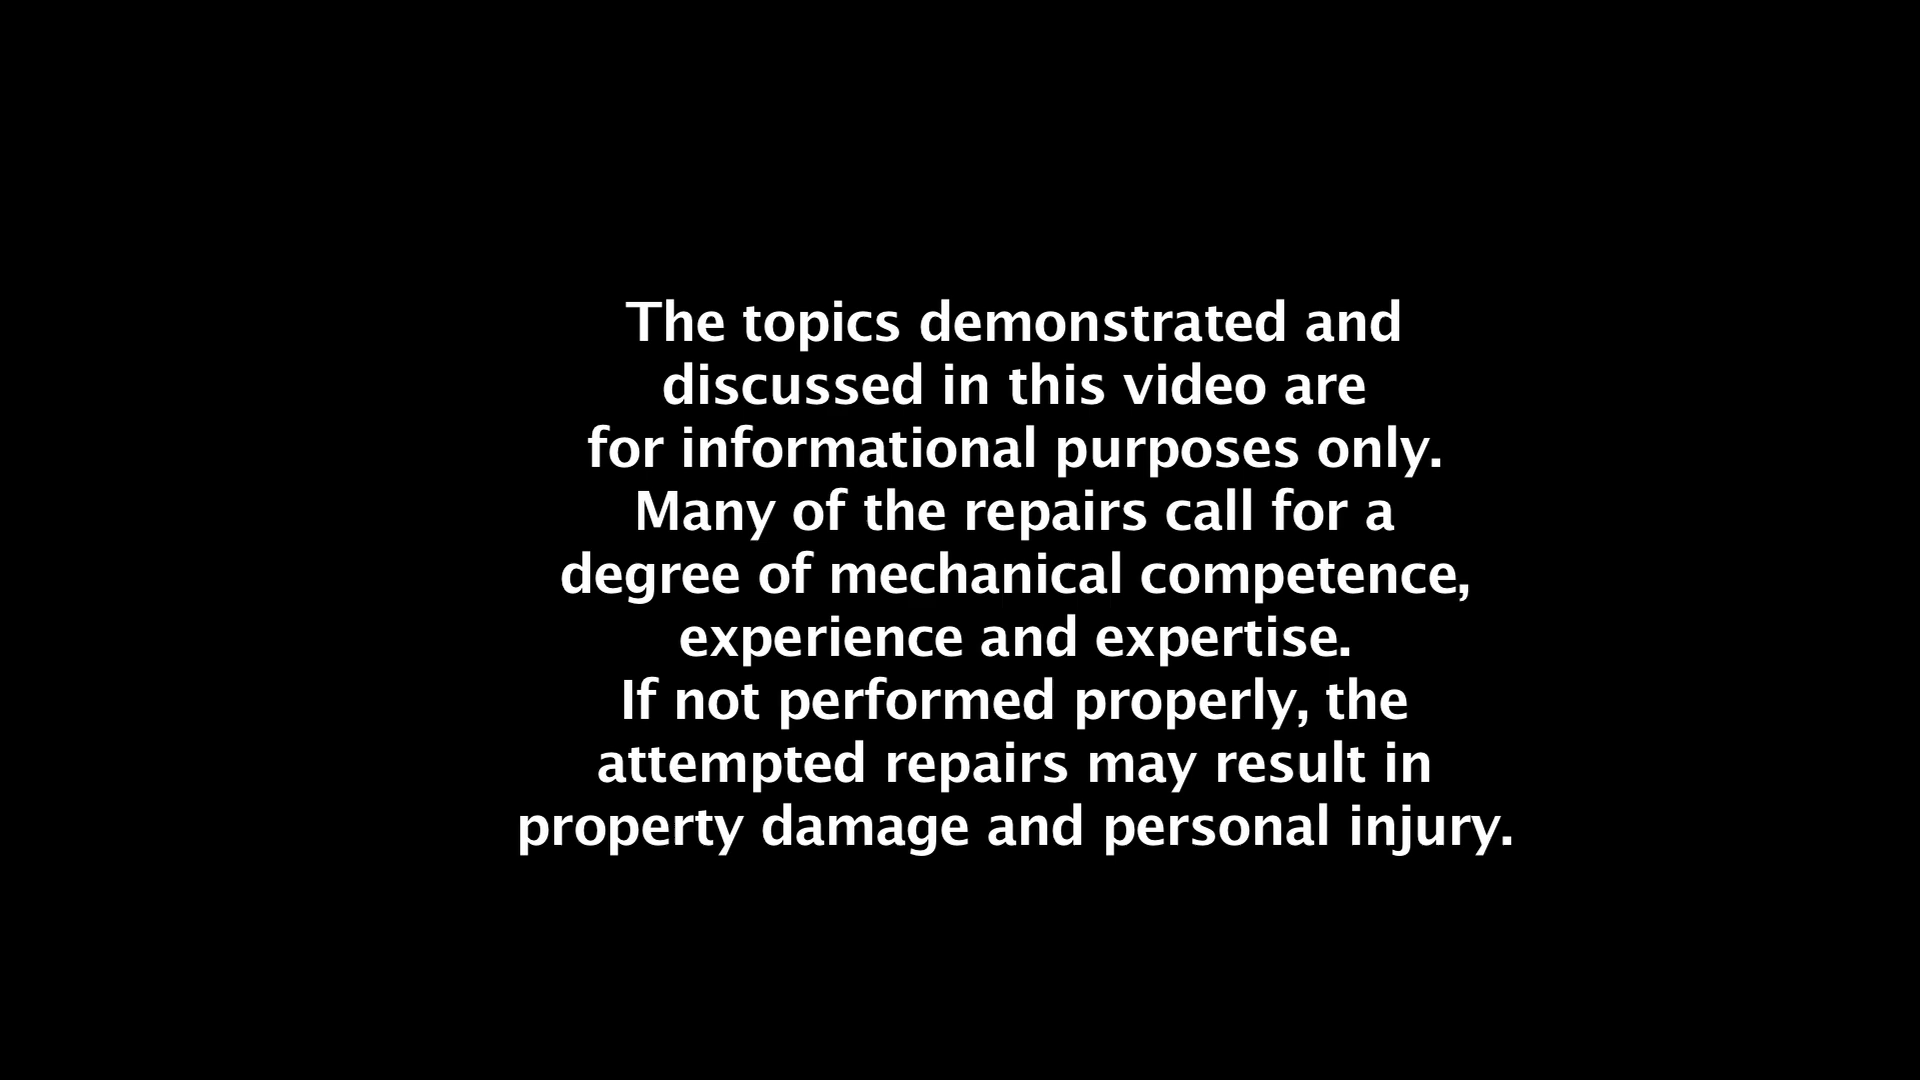 The topics demonstrated and
discussed in this video are
for informational purposes only.
Many of the repairs call for a
degree of mechanical competence,
experience and expertise.
If not performed properly, the
attempted repairs may result in
property damage and personal injury.